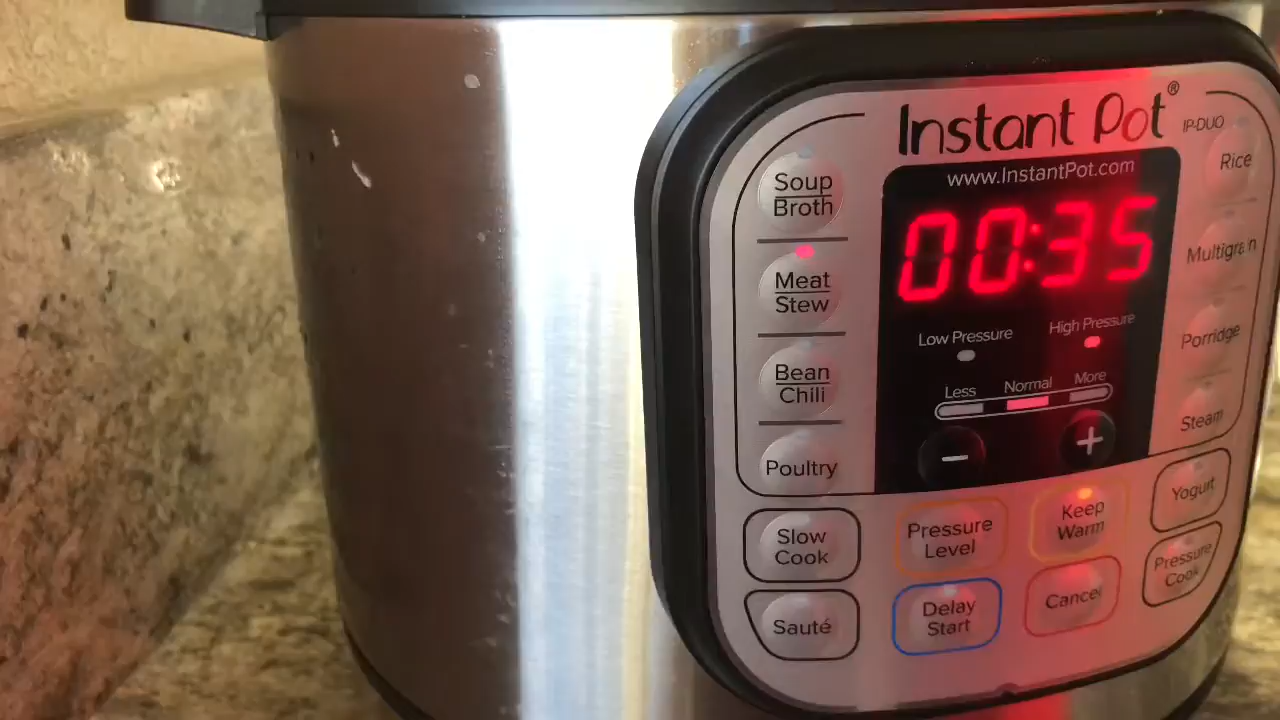 Instant Pot®
IP-DUO
www.InstantPot.com
00:35
Low Pressure
High Pressure
Less
Normal
More
−
+
Soup
Broth
Meat
Stew
Bean
Chili
Poultry
Rice
Multigrain
Porridge
Steam
Slow
Cook
Pressure
Level
Keep
Warm
Yogurt
Sauté
Delay
Start
Cancel
Pressure
Cook